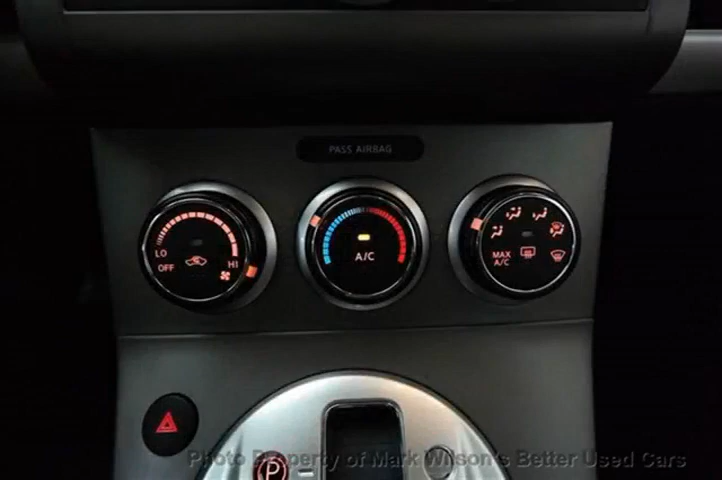 PASS AIRBAG
LO
OFF
HI
A/C
MAX
A/C
P
Photo Property of Mark Wilson's Better Used Cars